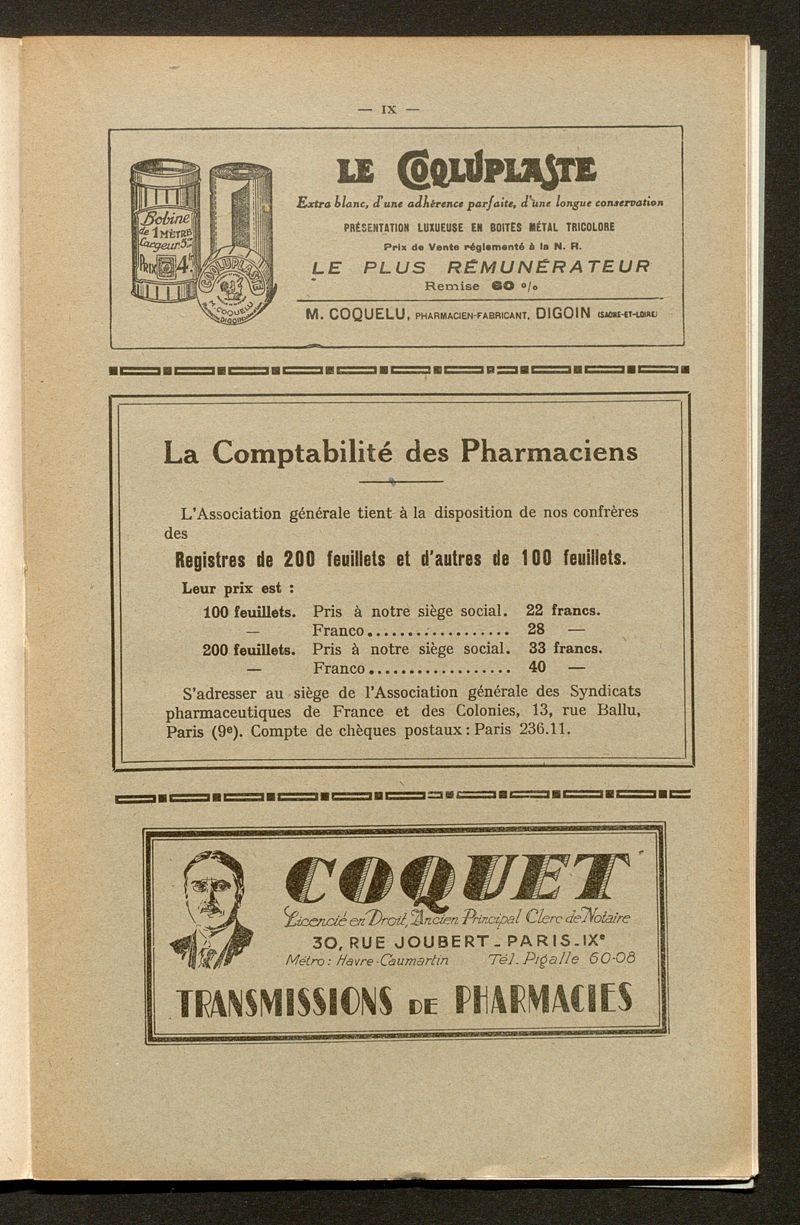 — IX —
Bobine
de 1 MÈTRE
Largeur 5
PRIX 4
COQLUPLASTE
M. COQUELU
DIGOIN
LE COQLUPLASTE
Extra blanc, d'une adhérence parfaite, d'une longue conservation
PRÉSENTATION LUXUEUSE EN BOITES MÉTAL TRICOLORE
Prix de Vente réglementé à la N. R.
LE PLUS RÉMUNÉRATEUR
Remise 60 %
M. COQUELU, PHARMACIEN-FABRICANT, DIGOIN (SAONE-ET-LOIRE)
La Comptabilité des Pharmaciens
L'Association générale tient à la disposition de nos confrères
des
Registres de 200 feuillets et d'autres de 100 feuillets.
Leur prix est :
100 feuillets. Pris à notre siège social. 22 francs.
— Franco.................. 28 —
200 feuillets. Pris à notre siège social. 33 francs.
— Franco.................. 40 —
S'adresser au siège de l'Association générale des Syndicats
pharmaceutiques de France et des Colonies, 13, rue Ballu,
Paris (9e). Compte de chèques postaux : Paris 236.11.
COQUET
Licencié en Droit, Ancien Principal Clerc de Notaire
30, RUE JOUBERT - PARIS-IXe
Métro : Havre-Caumartin Tél. Pigalle 60-08
TRANSMISSIONS DE PHARMACIES